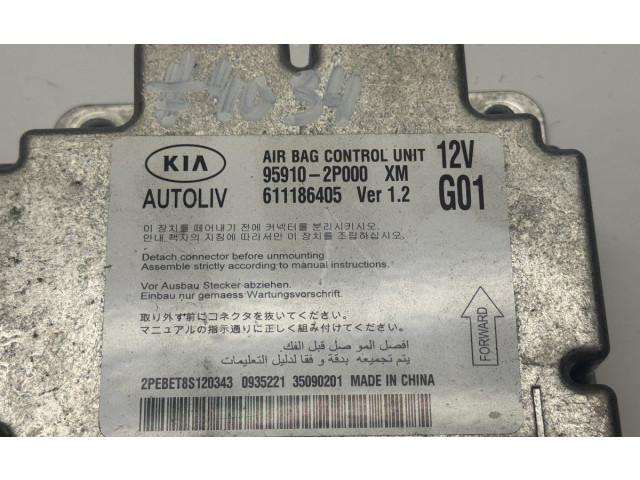 #4034
KIA AIR BAG CONTROL UNIT 12V
95910-2P000 XM
AUTOLIV 611186405 Ver 1.2 G01
이 장치를 떼어내기 전에 커넥터를 분리시키시오.
안내 책자의 지침에 따라서만 이 장치를 조립하십시오.
Detach connector before unmounting.
Assemble strictly according to manual instructions.
Vor Ausbau Stecker abziehen.
Einbau nur gemaess Wartungsvorschrift.
取り外す前にコネクタを抜いてください。
マニュアルの指示通りに正しく組み付けてください。
افصل الموصل قبل الفك.
يتم تجميعه بدقة و فقا لدليل التعليمات
FORWARD
2PEBET8S120343 0935221 35090201 MADE IN CHINA